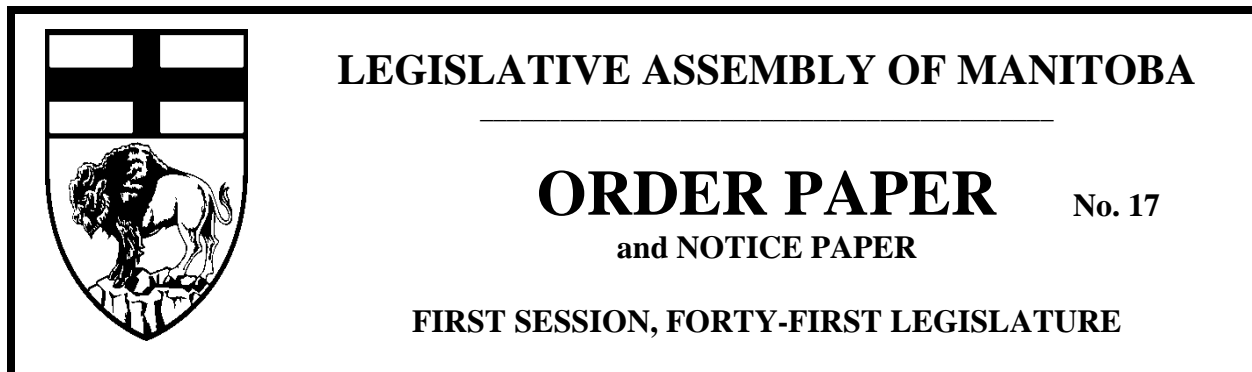 LEGISLATIVE ASSEMBLY OF MANITOBA
ORDER PAPER No. 17
and NOTICE PAPER
FIRST SESSION, FORTY-FIRST LEGISLATURE